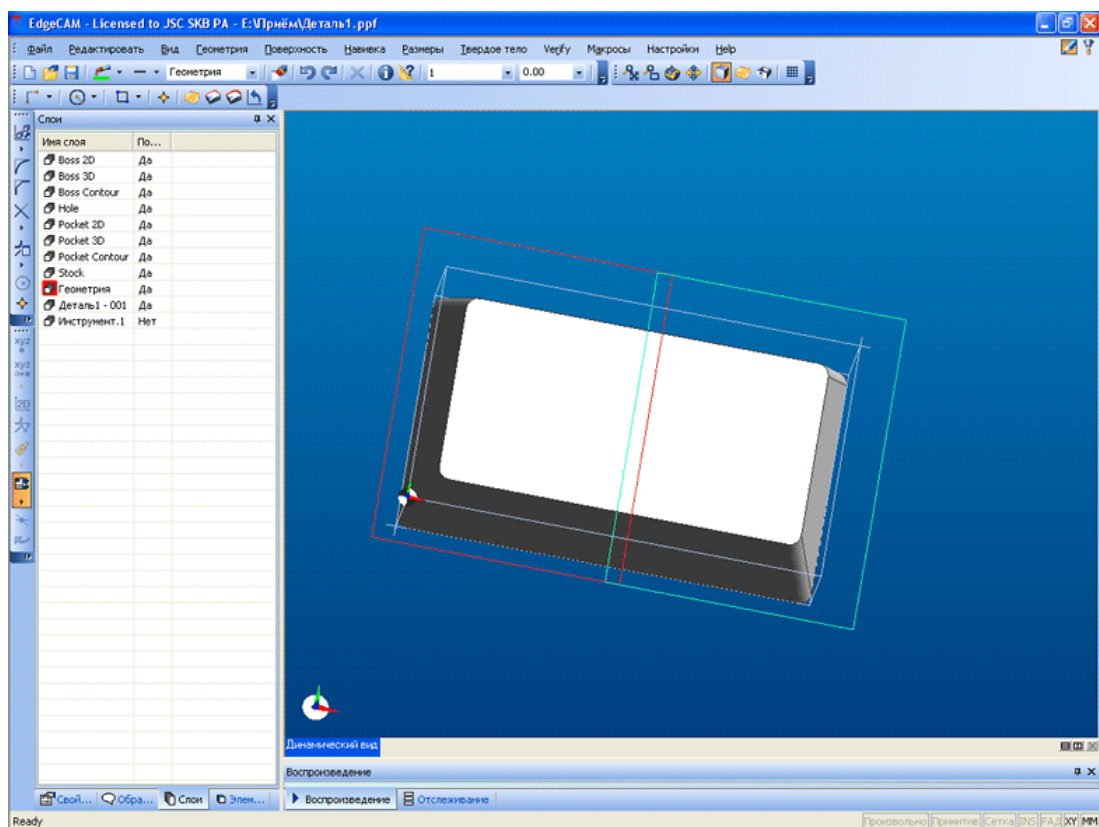 EdgeCAM - Licensed to JSC SKB PA - E:\Приём\Деталь1.ppf
Файл Редактировать Вид Геометрия Поверхность Навивка Размеры Твердое тело Verify Макросы Настройки Help
Геометрия 1 0.00
Слои
Имя слоя По...
Boss 2D Да
Boss 3D Да
Boss Contour Да
Hole Да
Pocket 2D Да
Pocket 3D Да
Pocket Contour Да
Stock Да
Геометрия Да
Деталь1 - 001 Да
Инструмент.1 Нет
xyz
xyz
2D
Динамический вид
Воспроизведение
Свой... Обра... Слои Элем... Воспроизведение Отслеживание
Ready Произвольно Примитив Сетка INS РАД XY MM